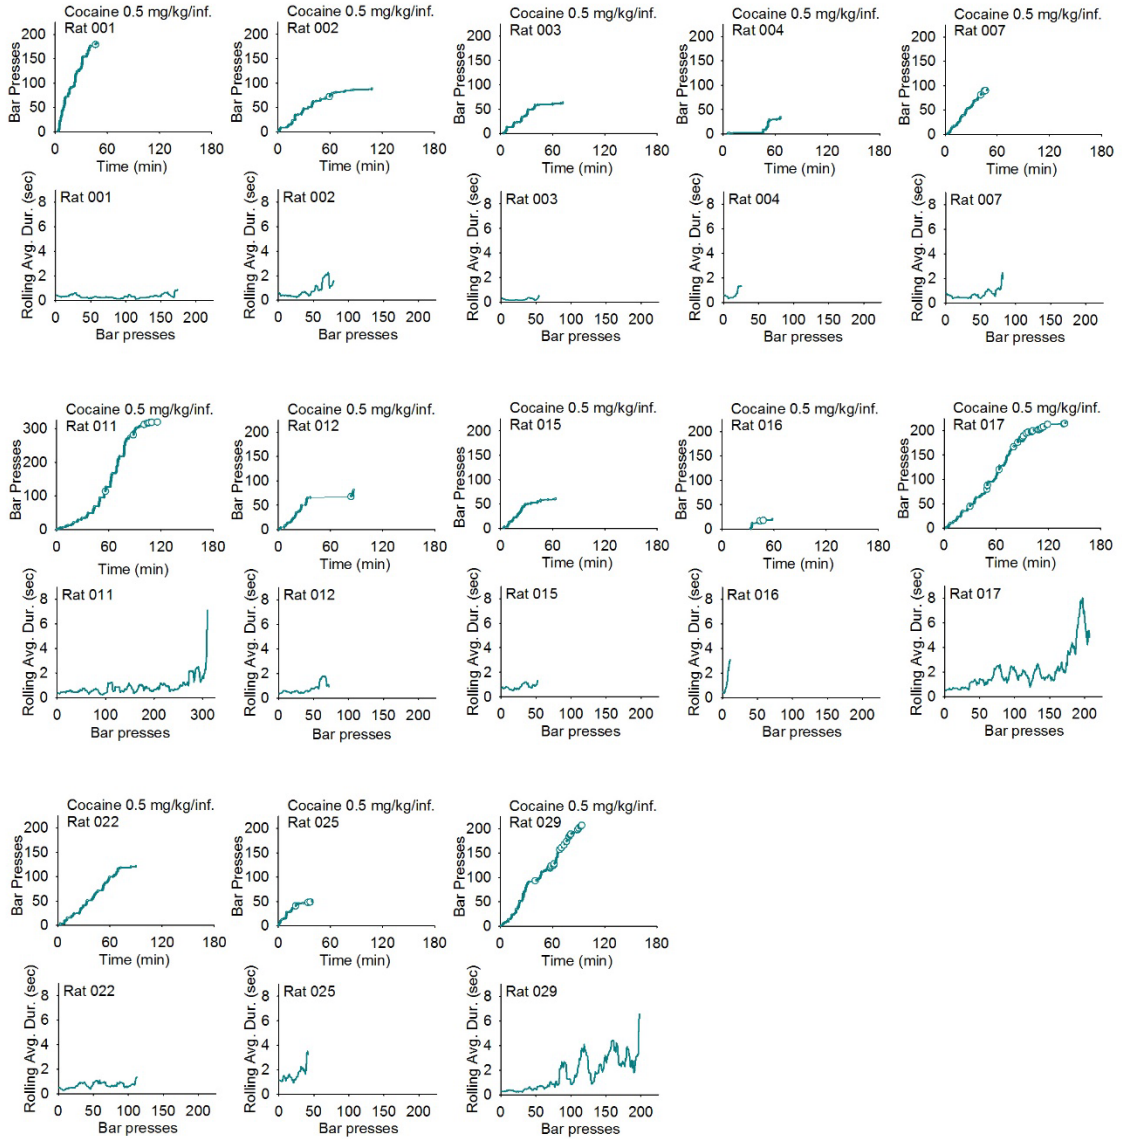 Cocaine 0.5 mg/kg/inf. Cocaine 0.5 mg/kg/inf. Cocaine 0.5 mg/kg/inf. Cocaine 0.5 mg/kg/inf. Cocaine 0.5 mg/kg/inf.
Rat 001 Rat 002 Rat 003 Rat 004 Rat 007
Bar Presses Bar Presses Bar Presses Bar Presses Bar Presses
200 200 200 200 200
150 150 150 150 150
100 100 100 100 100
50 50 50 50 50
0 0 0 0 0
0 60 120 180 0 60 120 180 0 60 120 180 0 60 120 180 0 60 120 180
Time (min) Time (min) Time (min) Time (min) Time (min)
Rat 001 Rat 002 Rat 003 Rat 004 Rat 007
Rolling Avg. Dur. (sec) Rolling Avg. Dur. (sec) Rolling Avg. Dur. (sec) Rolling Avg. Dur. (sec) Rolling Avg. Dur. (sec)
8 8 8 8 8
6 6 6 6 6
4 4 4 4 4
2 2 2 2 2
0 0 0 0 0
0 50 100 150 200 0 50 100 150 200 0 50 100 150 200 0 50 100 150 200 0 50 100 150 200
Bar presses Bar presses Bar presses Bar presses Bar presses
Cocaine 0.5 mg/kg/inf. Cocaine 0.5 mg/kg/inf. Cocaine 0.5 mg/kg/inf. Cocaine 0.5 mg/kg/inf. Cocaine 0.5 mg/kg/inf.
Rat 011 Rat 012 Rat 015 Rat 016 Rat 017
Bar Presses Bar Presses Bar Presses Bar Presses Bar Presses
300 200 200 200 200
200 150 150 150 150
100 100 100 100 100
50 50 50 50
0 0 0 0 0
0 60 120 180 0 60 120 180 0 60 120 180 0 60 120 180 0 60 120 180
Time (min) Time (min) Time (min) Time (min) Time (min)
Rat 011 Rat 012 Rat 015 Rat 016 Rat 017
Rolling Avg. Dur. (sec) Rolling Avg. Dur. (sec) Rolling Avg. Dur. (sec) Rolling Avg. Dur. (sec) Rolling Avg. Dur. (sec)
8 8 8 8 8
6 6 6 6 6
4 4 4 4 4
2 2 2 2 2
0 0 0 0 0
0 100 200 300 0 50 100 150 200 0 50 100 150 200 0 50 100 150 200 0 50 100 150 200
Bar presses Bar presses Bar presses Bar presses Bar presses
Cocaine 0.5 mg/kg/inf. Cocaine 0.5 mg/kg/inf. Cocaine 0.5 mg/kg/inf.
Rat 022 Rat 025 Rat 029
Bar Presses Bar Presses Bar Presses
200 200 200
150 150 150
100 100 100
50 50 50
0 0 0
0 60 120 180 0 60 120 180 0 60 120 180
Time (min) Time (min) Time (min)
Rat 022 Rat 025 Rat 029
Rolling Avg. Dur. (sec) Rolling Avg. Dur. (sec) Rolling Avg. Dur. (sec)
8 8 8
6 6 6
4 4 4
2 2 2
0 0 0
0 50 100 150 200 0 50 100 150 200 0 50 100 150 200
Bar presses Bar presses Bar presses